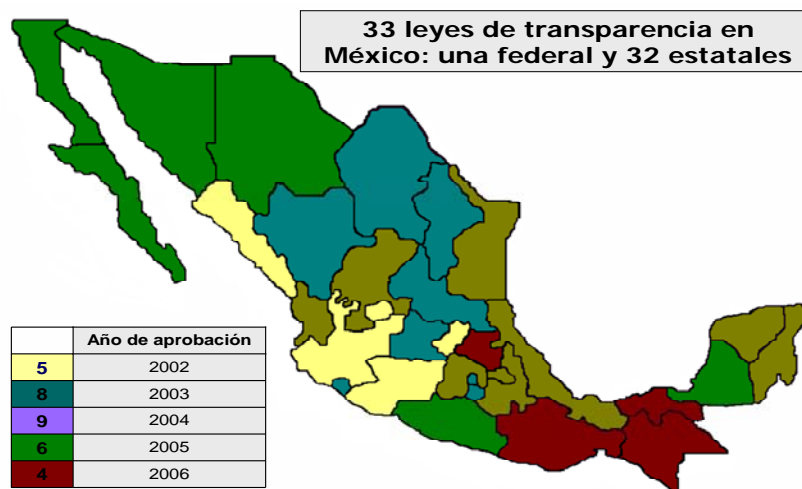 33 leyes de transparencia en
México: una federal y 32 estatales
Año de aprobación
5 2002
8 2003
9 2004
6 2005
4 2006